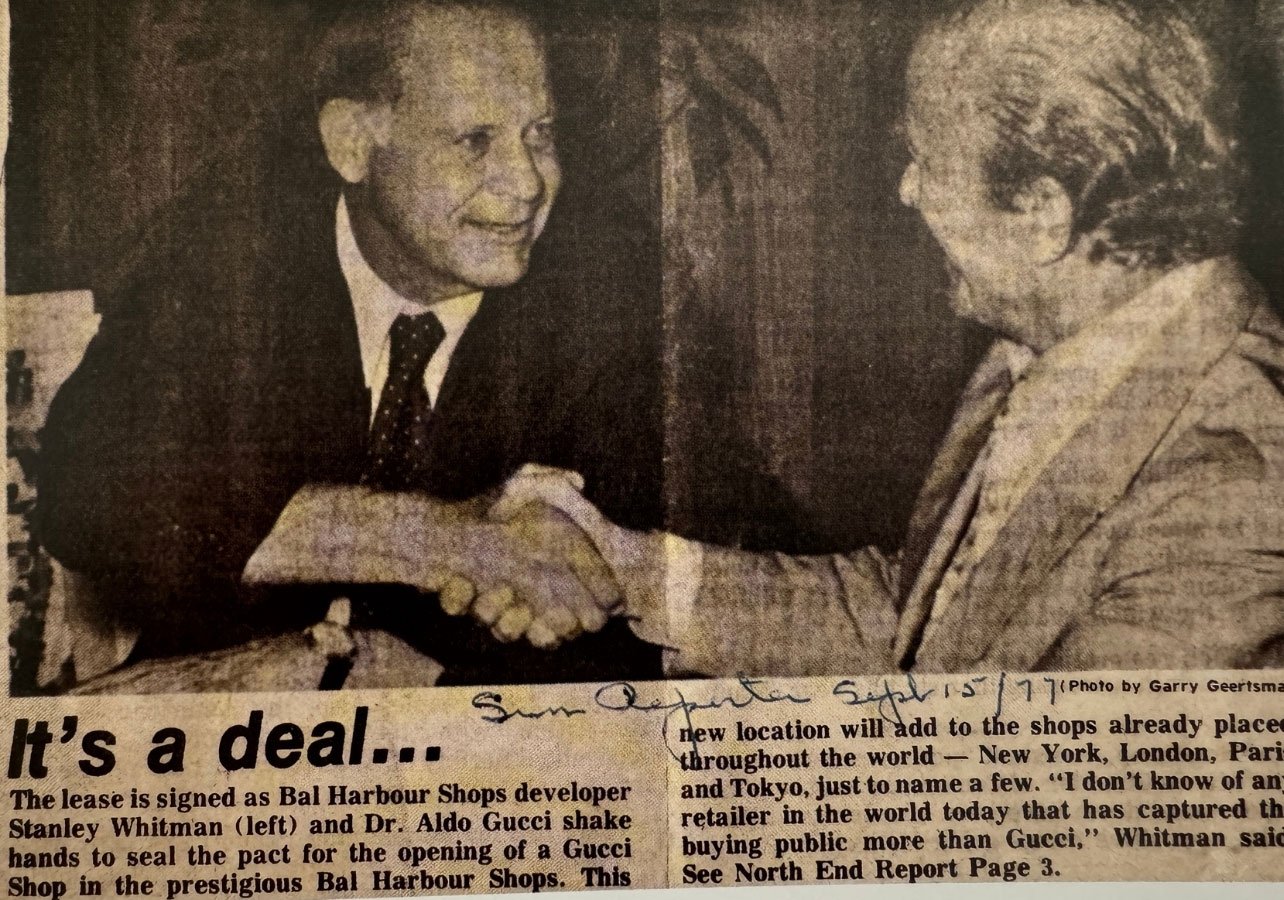 Sun Reporter Sept 15/77
(Photo by Garry Geertsma
It's a deal...
The lease is signed as Bal Harbour Shops developer
Stanley Whitman (left) and Dr. Aldo Gucci shake
hands to seal the pact for the opening of a Gucci
Shop in the prestigious Bal Harbour Shops. This
new location will add to the shops already placed
throughout the world — New York, London, Pari
and Tokyo, just to name a few. “I don't know of any
retailer in the world today that has captured th
buying public more than Gucci,” Whitman said
See North End Report Page 3.